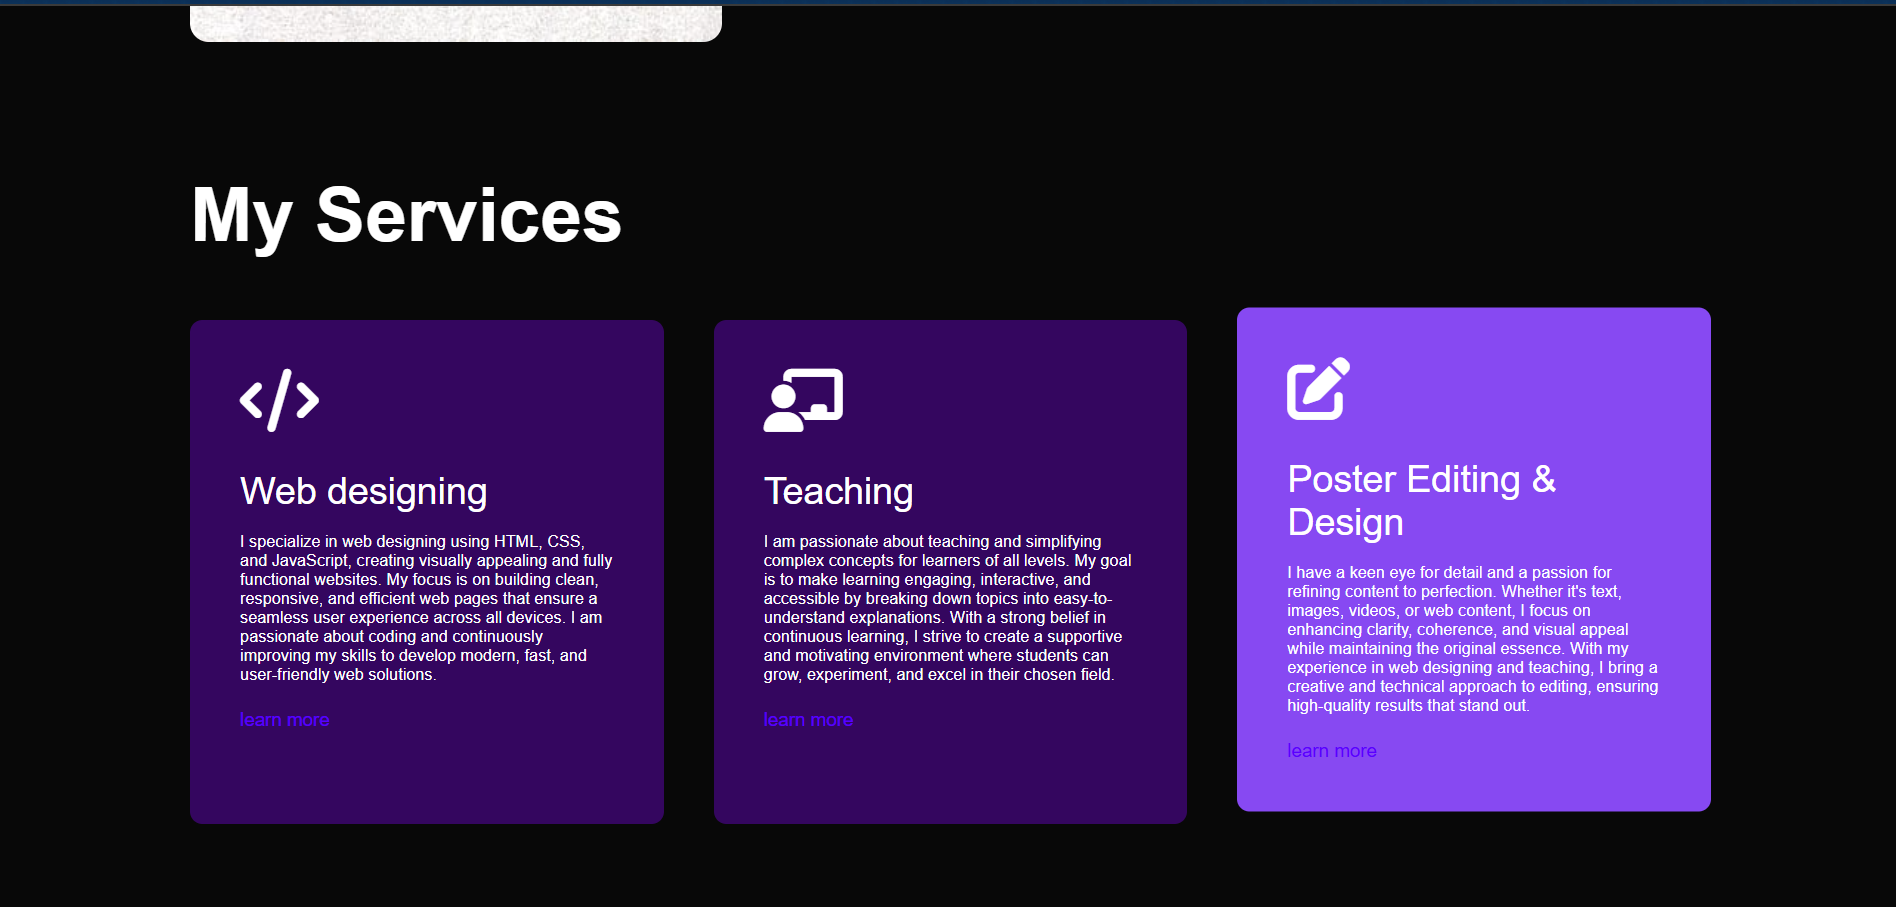 My Services
Web designing
I specialize in web designing using HTML, CSS,
and JavaScript, creating visually appealing and fully
functional websites. My focus is on building clean,
responsive, and efficient web pages that ensure a
seamless user experience across all devices. I am
passionate about coding and continuously
improving my skills to develop modern, fast, and
user-friendly web solutions.
learn more
Teaching
I am passionate about teaching and simplifying
complex concepts for learners of all levels. My goal
is to make learning engaging, interactive, and
accessible by breaking down topics into easy-to-
understand explanations. With a strong belief in
continuous learning, I strive to create a supportive
and motivating environment where students can
grow, experiment, and excel in their chosen field.
learn more
Poster Editing &
Design
I have a keen eye for detail and a passion for
refining content to perfection. Whether it's text,
images, videos, or web content, I focus on
enhancing clarity, coherence, and visual appeal
while maintaining the original essence. With my
experience in web designing and teaching, I bring a
creative and technical approach to editing, ensuring
high-quality results that stand out.
learn more